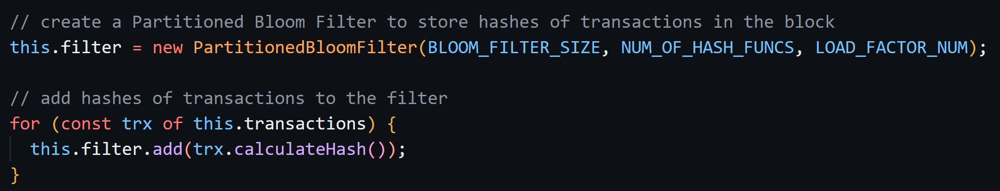 // create a Partitioned Bloom Filter to store hashes of transactions in the block
this.filter = new PartitionedBloomFilter(BLOOM_FILTER_SIZE, NUM_OF_HASH_FUNCS, LOAD_FACTOR_NUM);

// add hashes of transactions to the filter
for (const trx of this.transactions) {
  this.filter.add(trx.calculateHash());
}